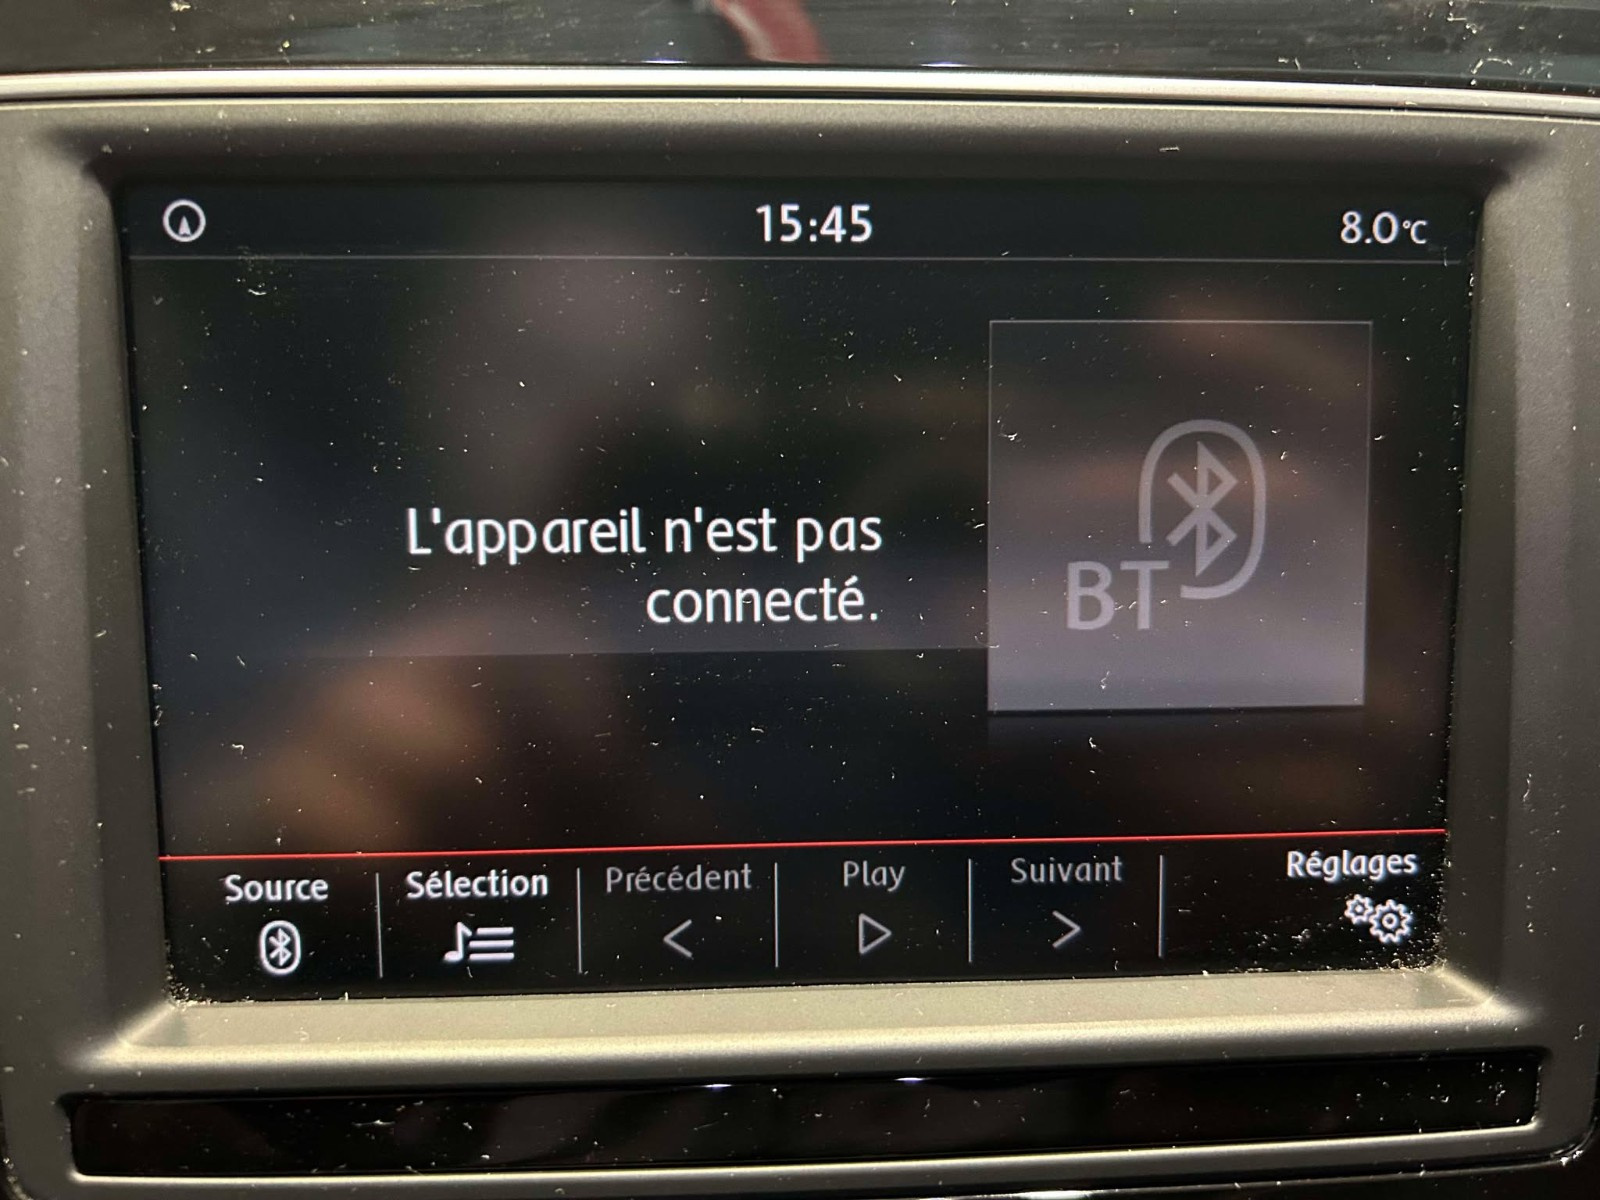 15:45
8.0°C
L'appareil n'est pas
connecté.
BT
Source
Sélection
Précédent
Play
Suivant
Réglages